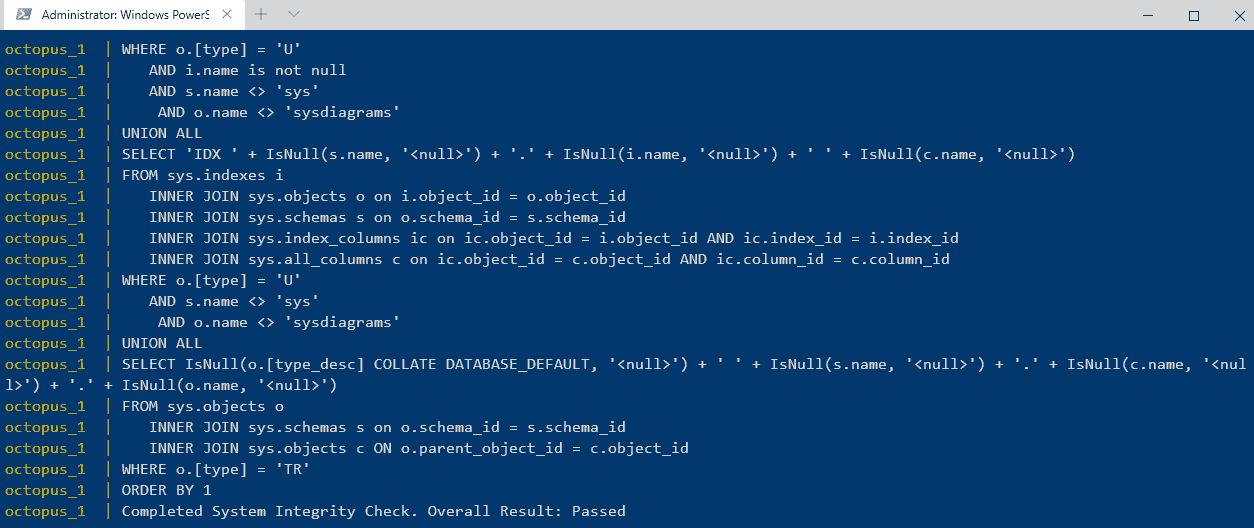 Administrator: Windows PowerS
octopus_1 | WHERE o.[type] = 'U'
octopus_1 |    AND i.name is not null
octopus_1 |    AND s.name <> 'sys'
octopus_1 |     AND o.name <> 'sysdiagrams'
octopus_1 | UNION ALL
octopus_1 | SELECT 'IDX ' + IsNull(s.name, '<null>') + '.' + IsNull(i.name, '<null>') + ' ' + IsNull(c.name, '<null>')
octopus_1 | FROM sys.indexes i
octopus_1 |    INNER JOIN sys.objects o on i.object_id = o.object_id
octopus_1 |    INNER JOIN sys.schemas s on o.schema_id = s.schema_id
octopus_1 |    INNER JOIN sys.index_columns ic on ic.object_id = i.object_id AND ic.index_id = i.index_id
octopus_1 |    INNER JOIN sys.all_columns c on ic.object_id = c.object_id AND ic.column_id = c.column_id
octopus_1 | WHERE o.[type] = 'U'
octopus_1 |    AND s.name <> 'sys'
octopus_1 |     AND o.name <> 'sysdiagrams'
octopus_1 | UNION ALL
octopus_1 | SELECT IsNull(o.[type_desc] COLLATE DATABASE_DEFAULT, '<null>') + ' ' + IsNull(s.name, '<null>') + '.' + IsNull(c.name, '<nul
l>') + '.' + IsNull(o.name, '<null>')
octopus_1 | FROM sys.objects o
octopus_1 |    INNER JOIN sys.schemas s on o.schema_id = s.schema_id
octopus_1 |    INNER JOIN sys.objects c ON o.parent_object_id = c.object_id
octopus_1 | WHERE o.[type] = 'TR'
octopus_1 | ORDER BY 1
octopus_1 | Completed System Integrity Check. Overall Result: Passed